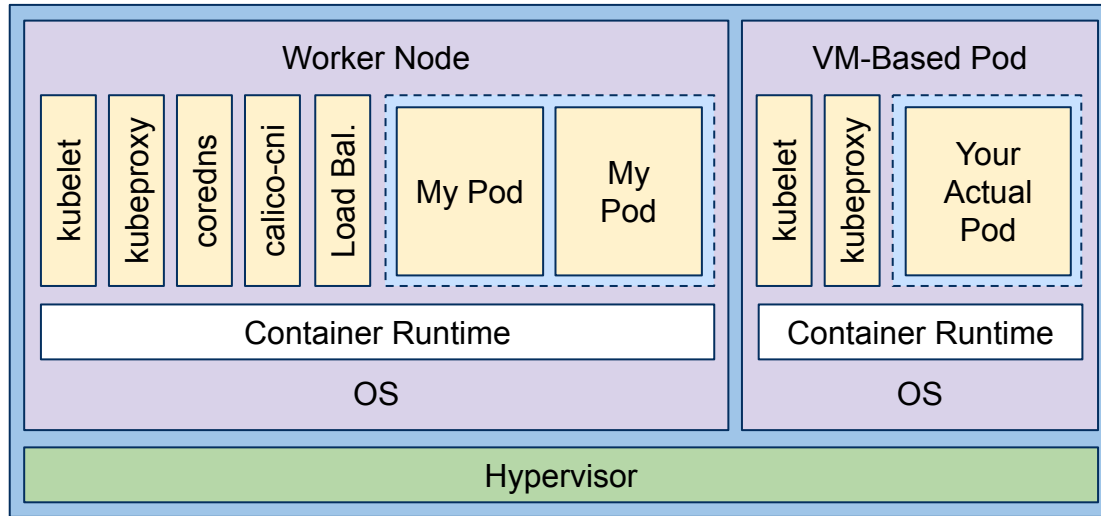 Worker Node
kubelet
kubeproxy
coredns
calico-cni
Load Bal.
My Pod
My
Pod
Container Runtime
OS
VM-Based Pod
kubelet
kubeproxy
Your
Actual
Pod
Container Runtime
OS
Hypervisor